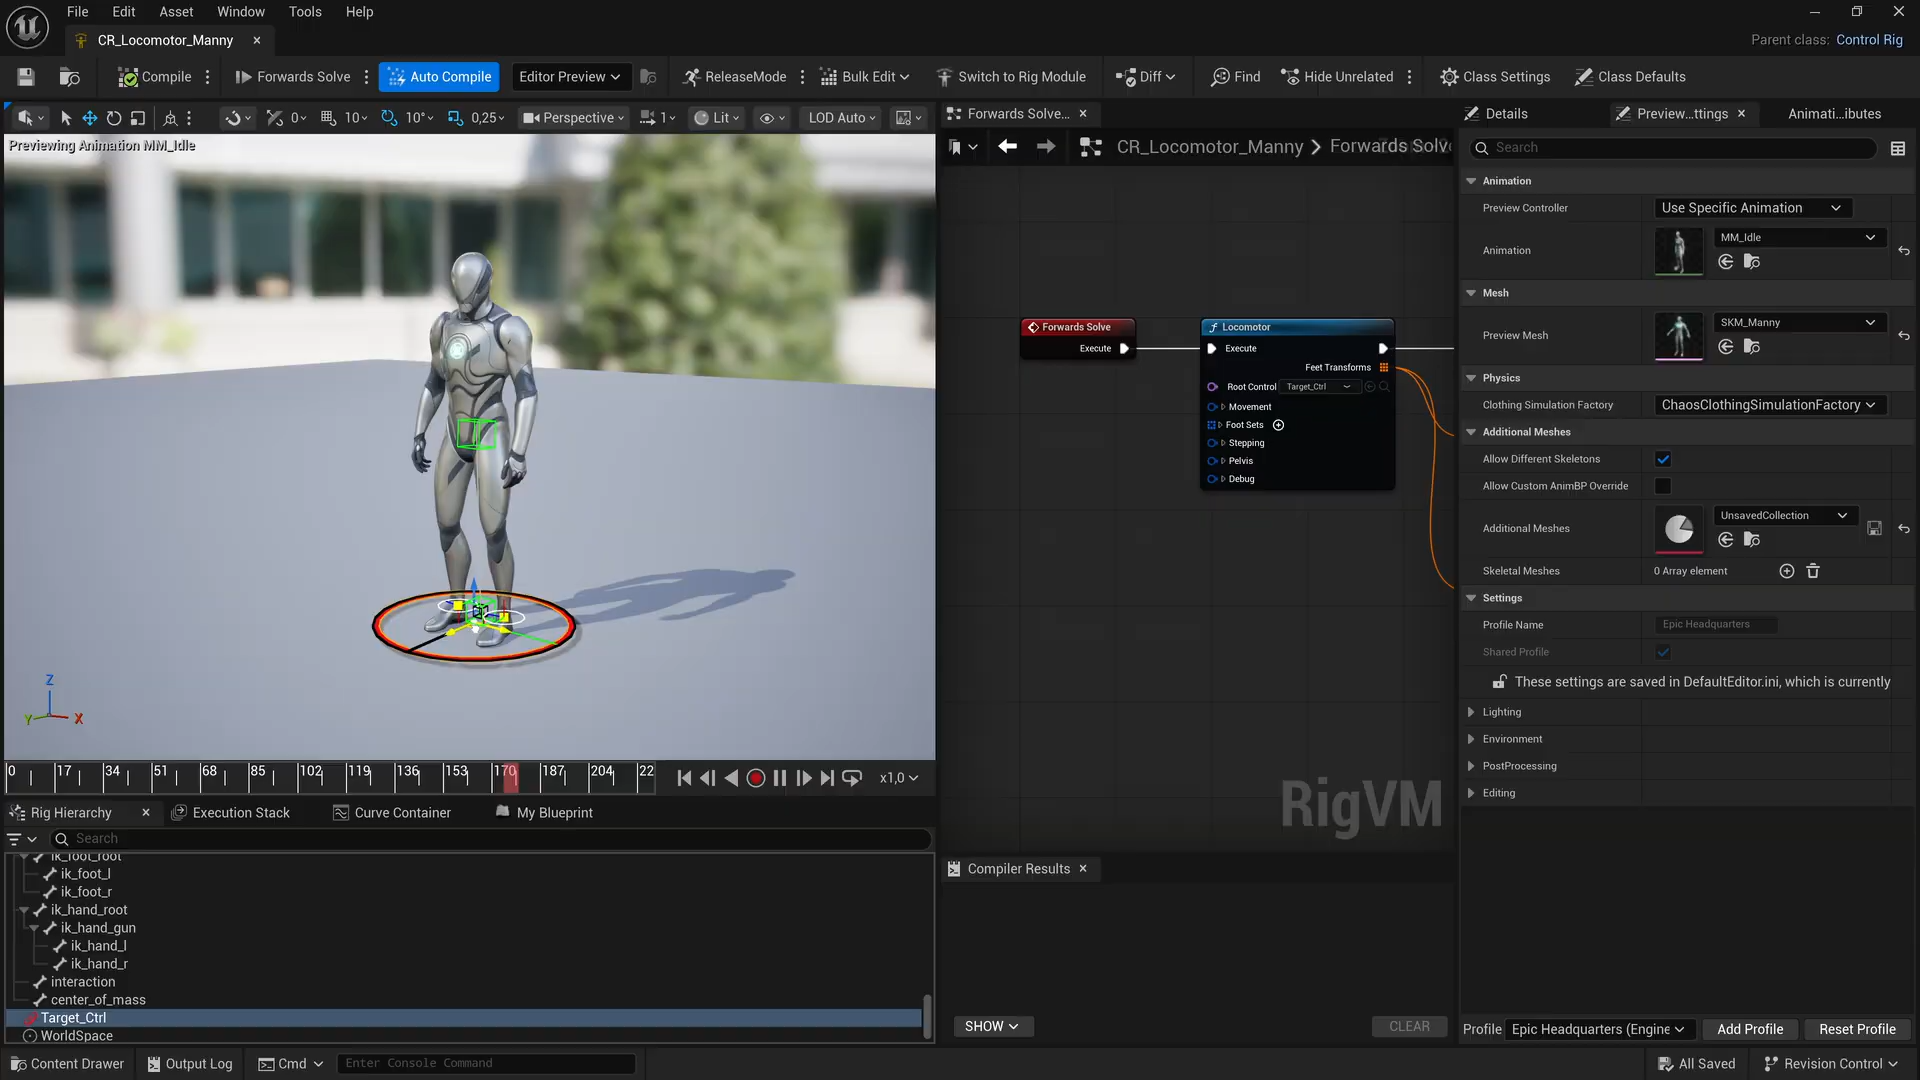 File Edit Asset Window Tools Help
CR_Locomotor_Manny
Parent class: Control Rig
Compile Forwards Solve Auto Compile Editor Preview ReleaseMode Bulk Edit Switch to Rig Module Diff Find Hide Unrelated Class Settings Class Defaults
0 10 10° 0,25 Perspective 1 Lit LOD Auto
Previewing Animation MM_Idle
Z
Y X
0 17 34 51 68 85 102 119 136 153 170 187 204 22
x1,0
Rig Hierarchy Execution Stack Curve Container My Blueprint
Search
ik_foot_root
ik_foot_l
ik_foot_r
ik_hand_root
ik_hand_gun
ik_hand_l
ik_hand_r
interaction
center_of_mass
Target_Ctrl
WorldSpace
Forwards Solve...
CR_Locomotor_Manny > Forwards Solv
Forwards Solve
Execute
Locomotor
Execute
Feet Transforms
Root Control Target_Ctrl
Movement
Foot Sets
Stepping
Pelvis
Debug
RigVM
Compiler Results
SHOW CLEAR
Details Preview...ttings Animati...ibutes
Search
Animation
Preview Controller Use Specific Animation
Animation MM_Idle
Mesh
Preview Mesh SKM_Manny
Physics
Clothing Simulation Factory ChaosClothingSimulationFactory
Additional Meshes
Allow Different Skeletons
Allow Custom AnimBP Override
Additional Meshes UnsavedCollection
Skeletal Meshes 0 Array element
Settings
Profile Name Epic Headquarters
Shared Profile
These settings are saved in DefaultEditor.ini, which is currently
Lighting
Environment
PostProcessing
Editing
Profile Epic Headquarters (Engine Add Profile Reset Profile
Content Drawer Output Log Cmd Enter Console Command All Saved Revision Control